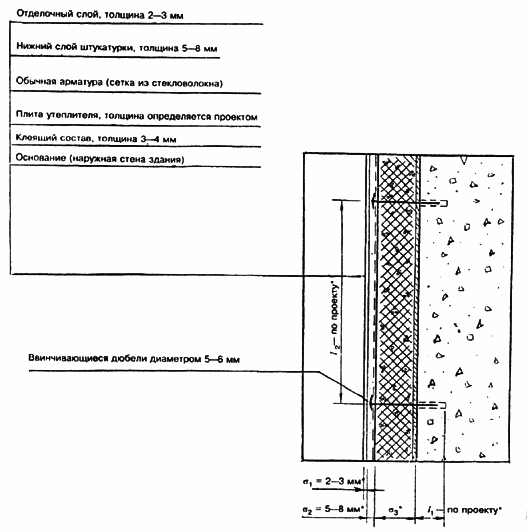 Отделочный слой, толщина 2—3 мм
Нижний слой штукатурки, толщина 5—8 мм
Обычная арматура (сетка из стекловолокна)
Плита утеплителя, толщина определяется проектом
Клеящий состав, толщина 3—4 мм
Основание (наружная стена здания)
l₂ — по проекту*
Ввинчивающиеся дюбели диаметром 5—6 мм
σ₁ = 2—3 мм*
σ₂ = 5—8 мм* σ₃* l₁ — по проекту*